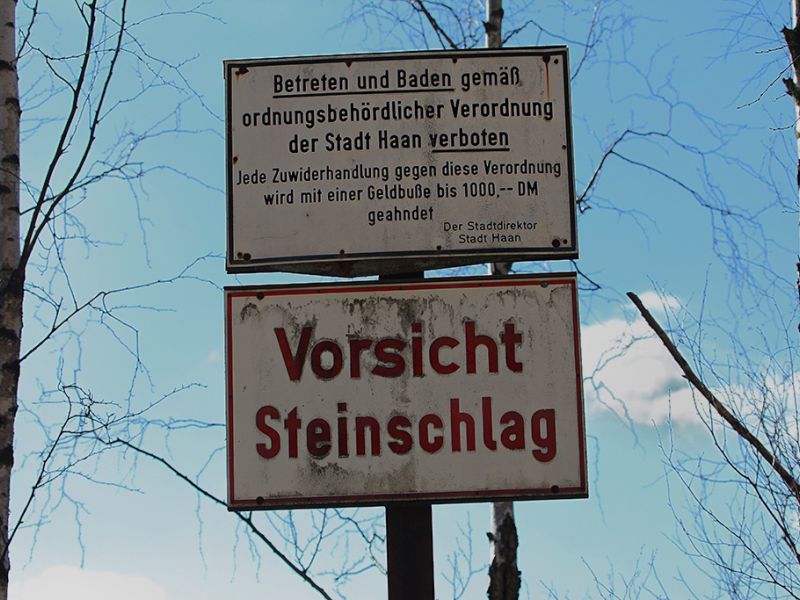 Betreten und Baden gemäß
ordnungsbehördlicher Verordnung
der Stadt Haan verboten
Jede Zuwiderhandlung gegen diese Verordnung
wird mit einer Geldbuße bis 1000,-- DM
geahndet
Der Stadtdirektor
Stadt Haan
Vorsicht
Steinschlag